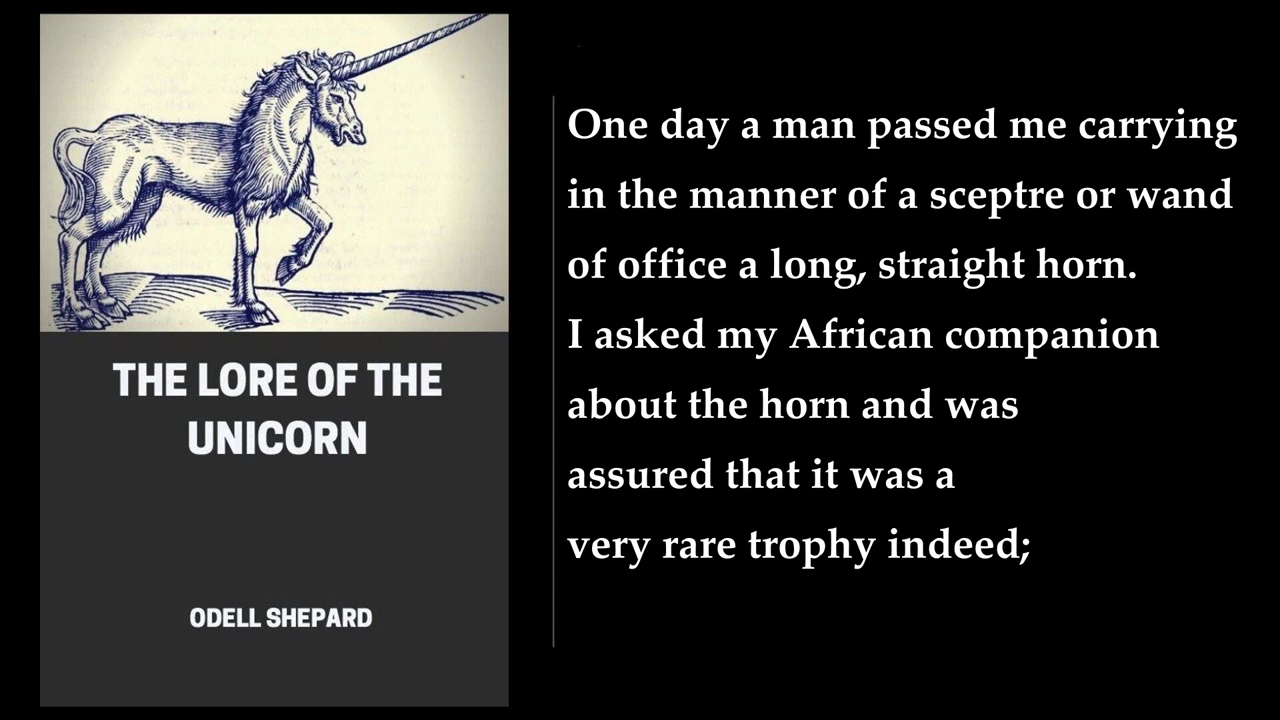 THE LORE OF THE
UNICORN
ODELL SHEPARD
One day a man passed me carrying
in the manner of a sceptre or wand
of office a long, straight horn.
I asked my African companion
about the horn and was
assured that it was a
very rare trophy indeed;